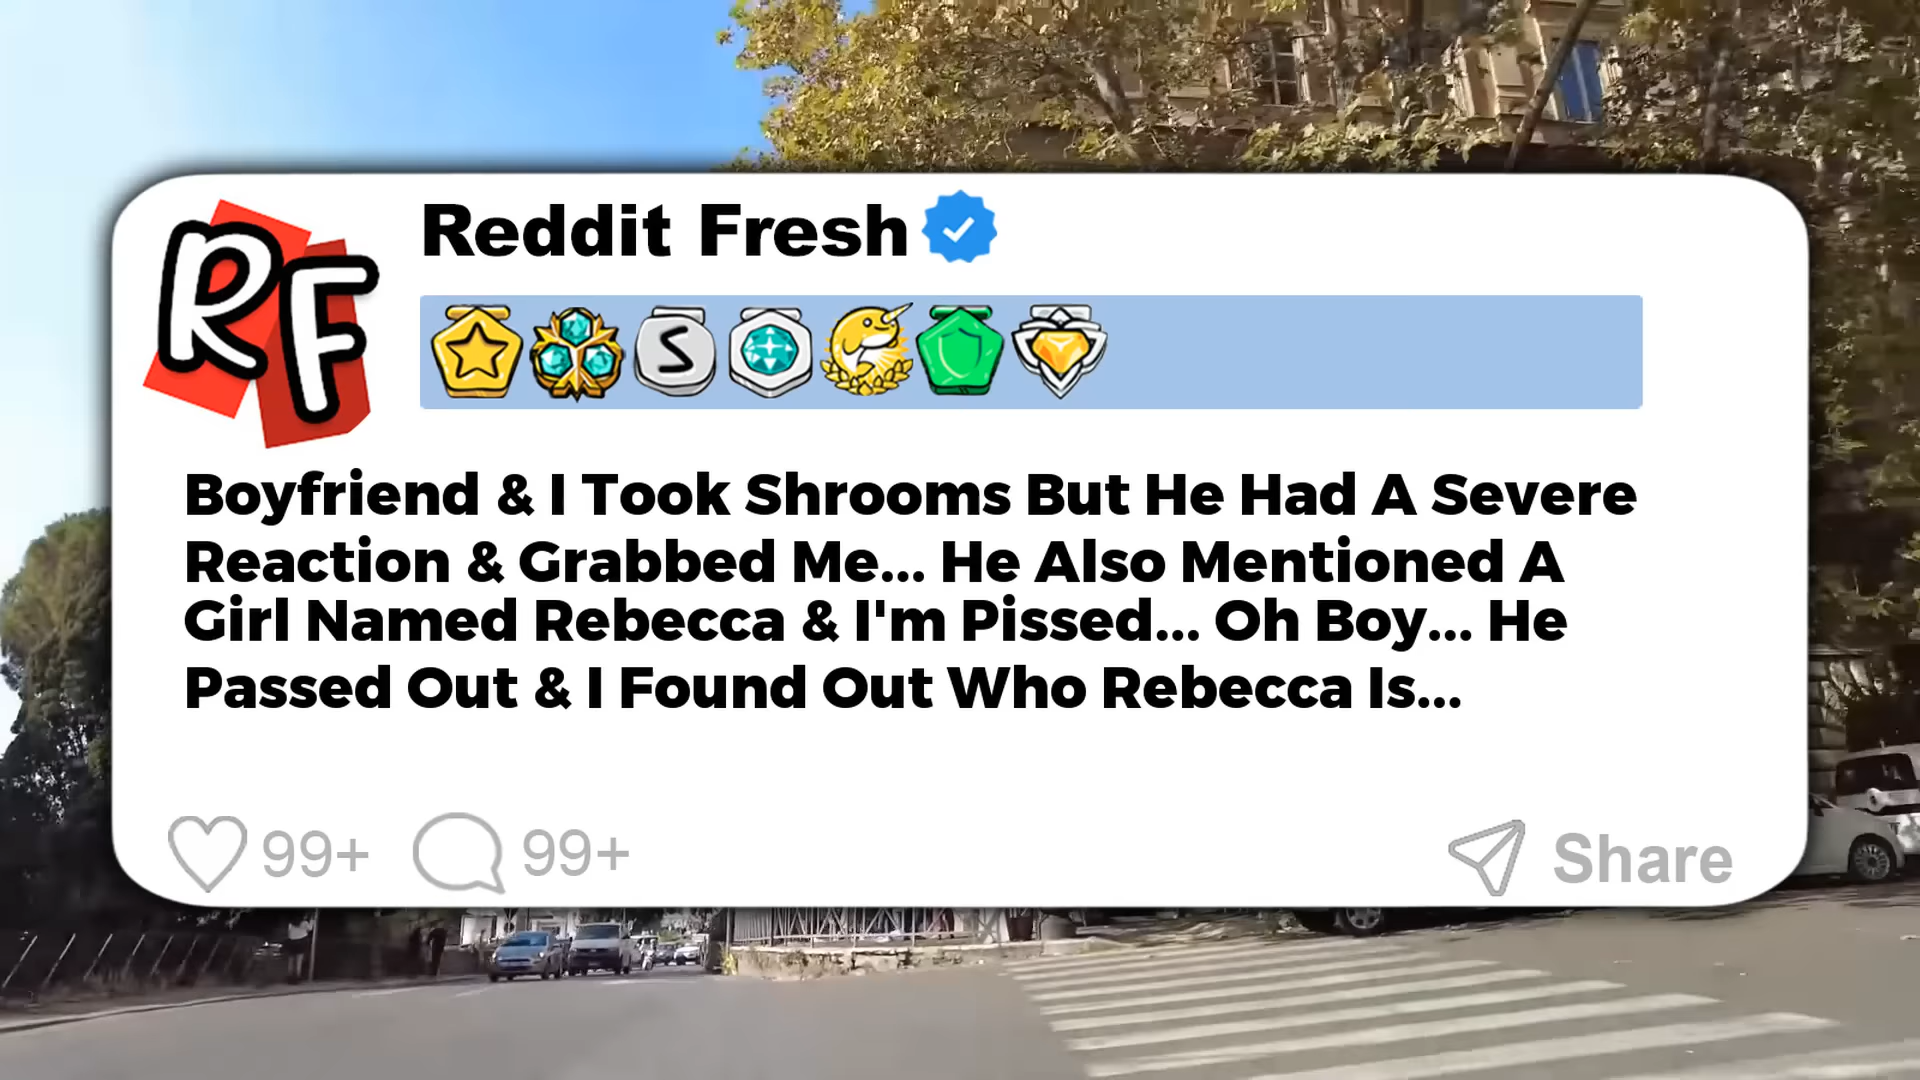 RF
Reddit Fresh
S
Boyfriend & I Took Shrooms But He Had A Severe
Reaction & Grabbed Me... He Also Mentioned A
Girl Named Rebecca & I'm Pissed... Oh Boy... He
Passed Out & I Found Out Who Rebecca Is...
99+ 99+ Share